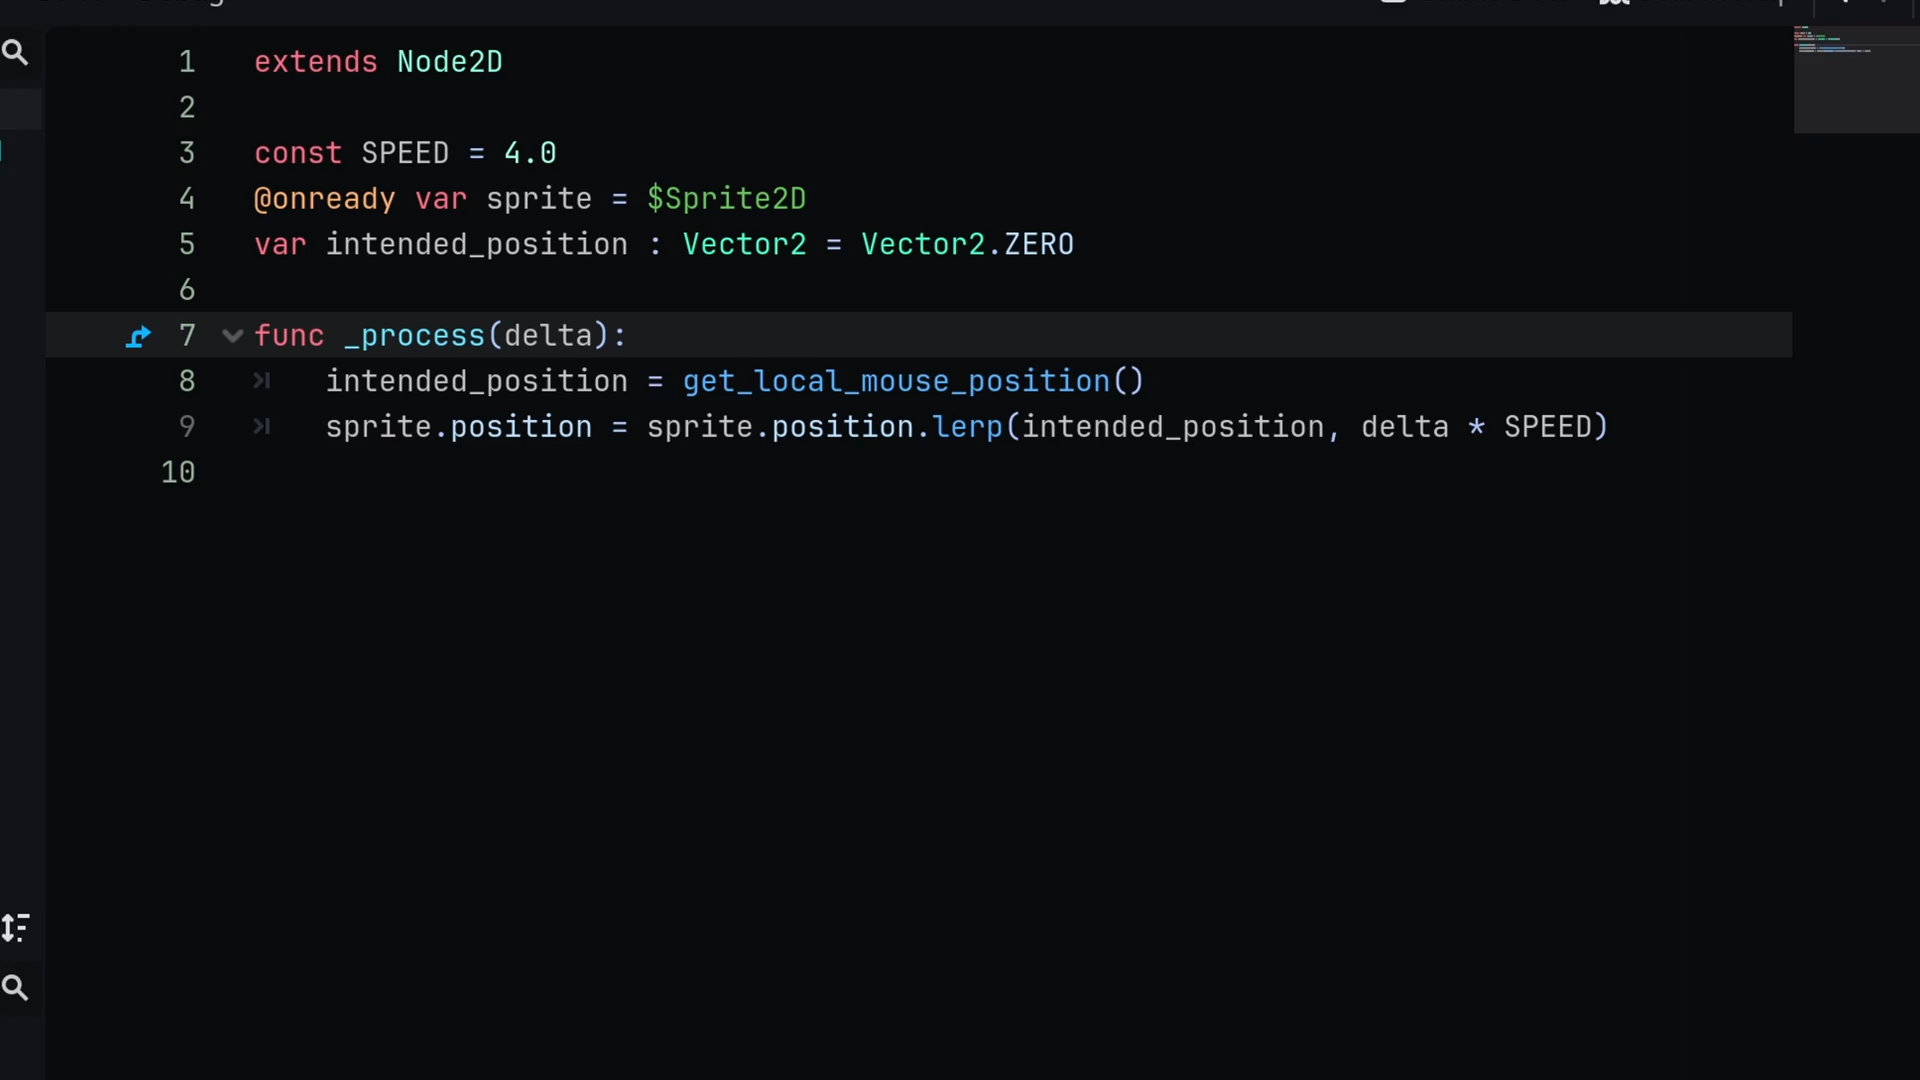 1 extends Node2D
2
3 const SPEED = 4.0
4 @onready var sprite = $Sprite2D
5 var intended_position : Vector2 = Vector2.ZERO
6
7 func _process(delta):
8 intended_position = get_local_mouse_position()
9 sprite.position = sprite.position.lerp(intended_position, delta * SPEED)
10